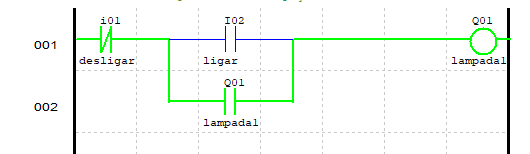 i01 I02 Q01
001
desligar ligar lampada1
Q01
002
lampada1